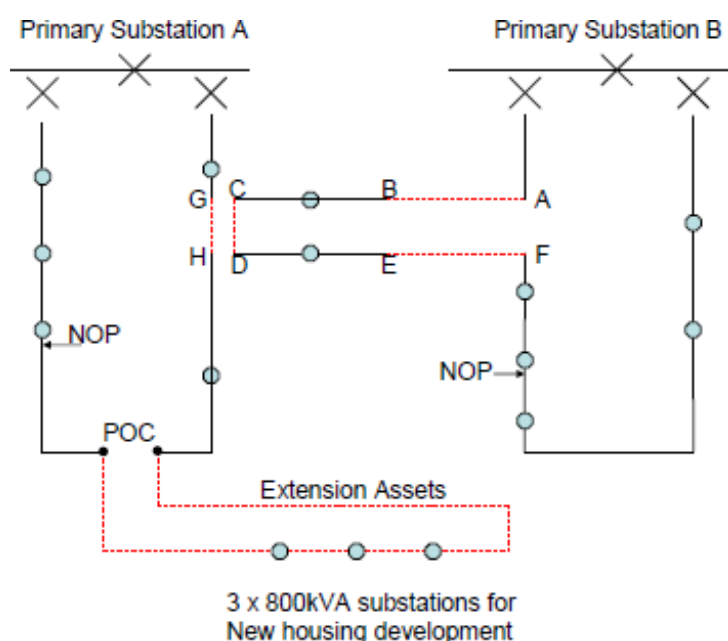 Primary Substation A
Primary Substation B
G
C
B
A
H
D
E
F
NOP
NOP
POC
Extension Assets
3 x 800kVA substations for
New housing development